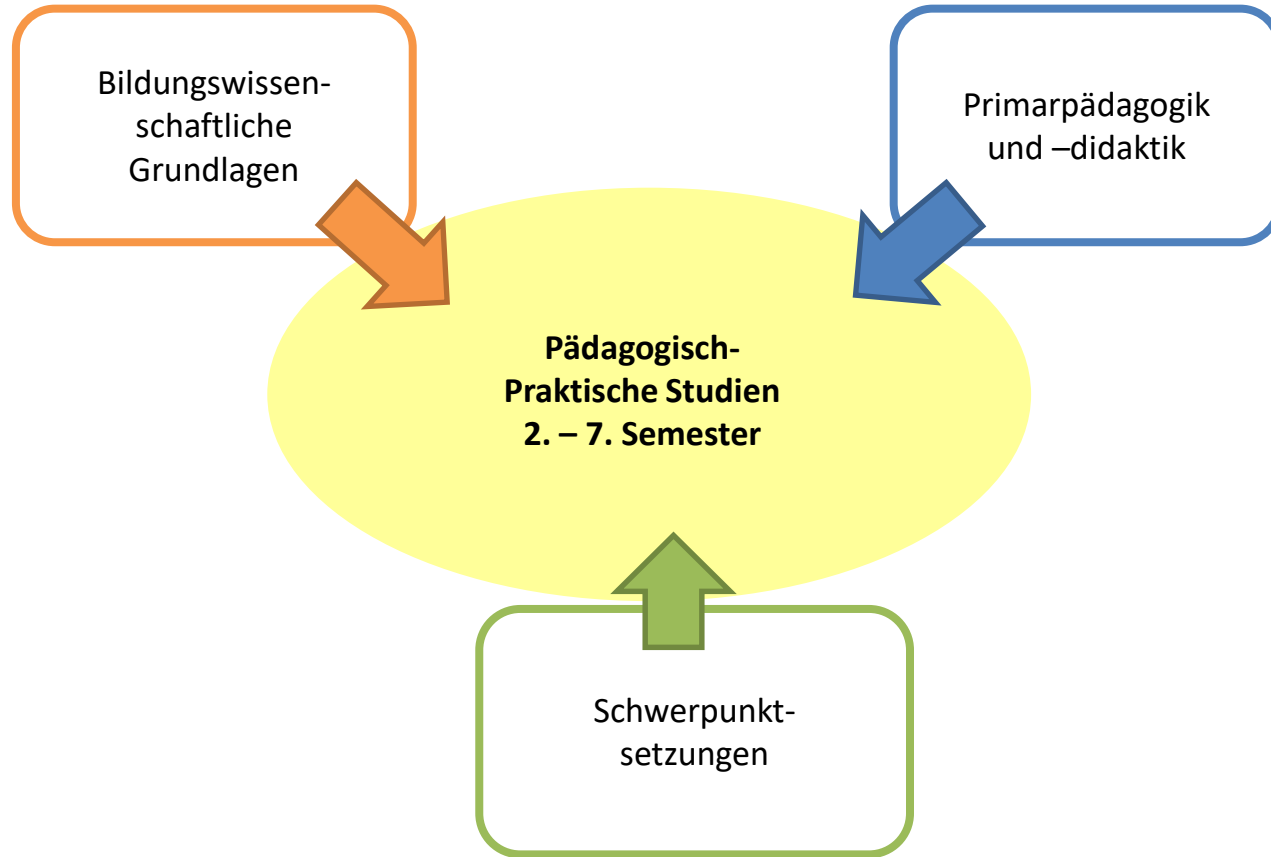 Bildungswissen-
schaftliche
Grundlagen
Primarpädagogik
und –didaktik
Pädagogisch-
Praktische Studien
2. – 7. Semester
Schwerpunkt-
setzungen